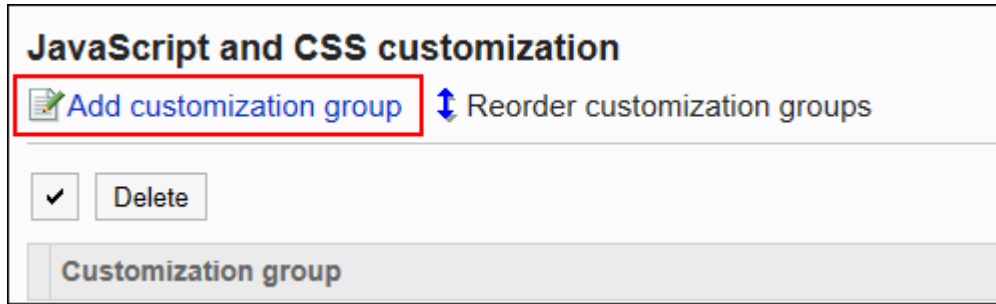 JavaScript and CSS customization
Add customization group Reorder customization groups
Delete
Customization group